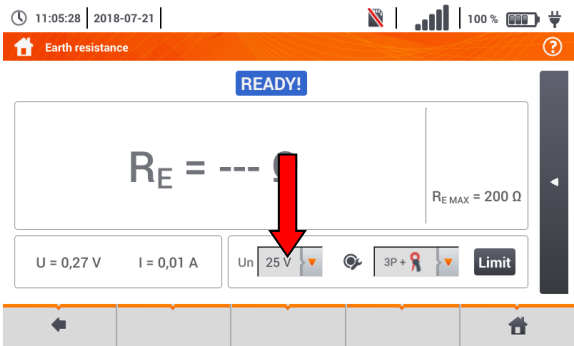 11:05:28 2018-07-21 100 %
Earth resistance ?
READY!
RE = --- Ω
RE MAX = 200 Ω
U = 0,27 V I = 0,01 A Un 25 V 3P + Limit